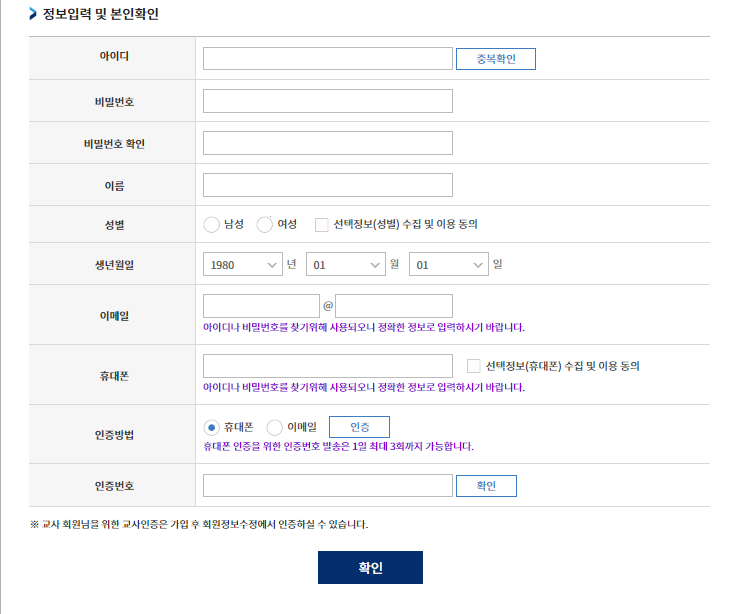 정보입력 및 본인확인
아이디 중복확인
비밀번호
비밀번호 확인
이름
성별 남성 여성 선택정보(성별) 수집 및 이용 동의
생년월일 1980 년 01 월 01 일
이메일 @
아이디나 비밀번호를 찾기위해 사용되오니 정확한 정보로 입력하시기 바랍니다.
휴대폰 선택정보(휴대폰) 수집 및 이용 동의
아이디나 비밀번호를 찾기위해 사용되오니 정확한 정보로 입력하시기 바랍니다.
인증방법 휴대폰 이메일 인증
휴대폰 인증을 위한 인증번호 발송은 1일 최대 3회까지 가능합니다.
인증번호 확인
※ 교사 회원님을 위한 교사인증은 가입 후 회원정보수정에서 인증하실 수 있습니다.
확인